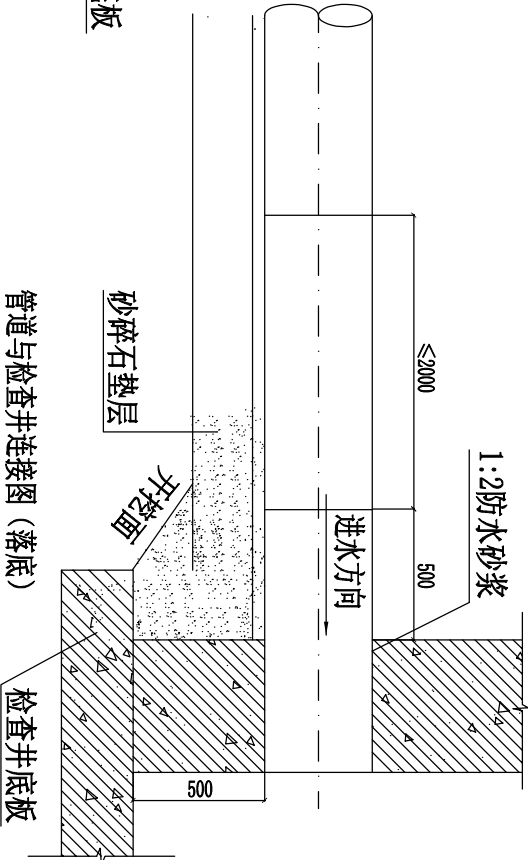 1:2防水砂浆
≤2000
500
进水方向
500
开挖面
砂碎石垫层
检查井底板
管道与检查井连接图（落底）
板